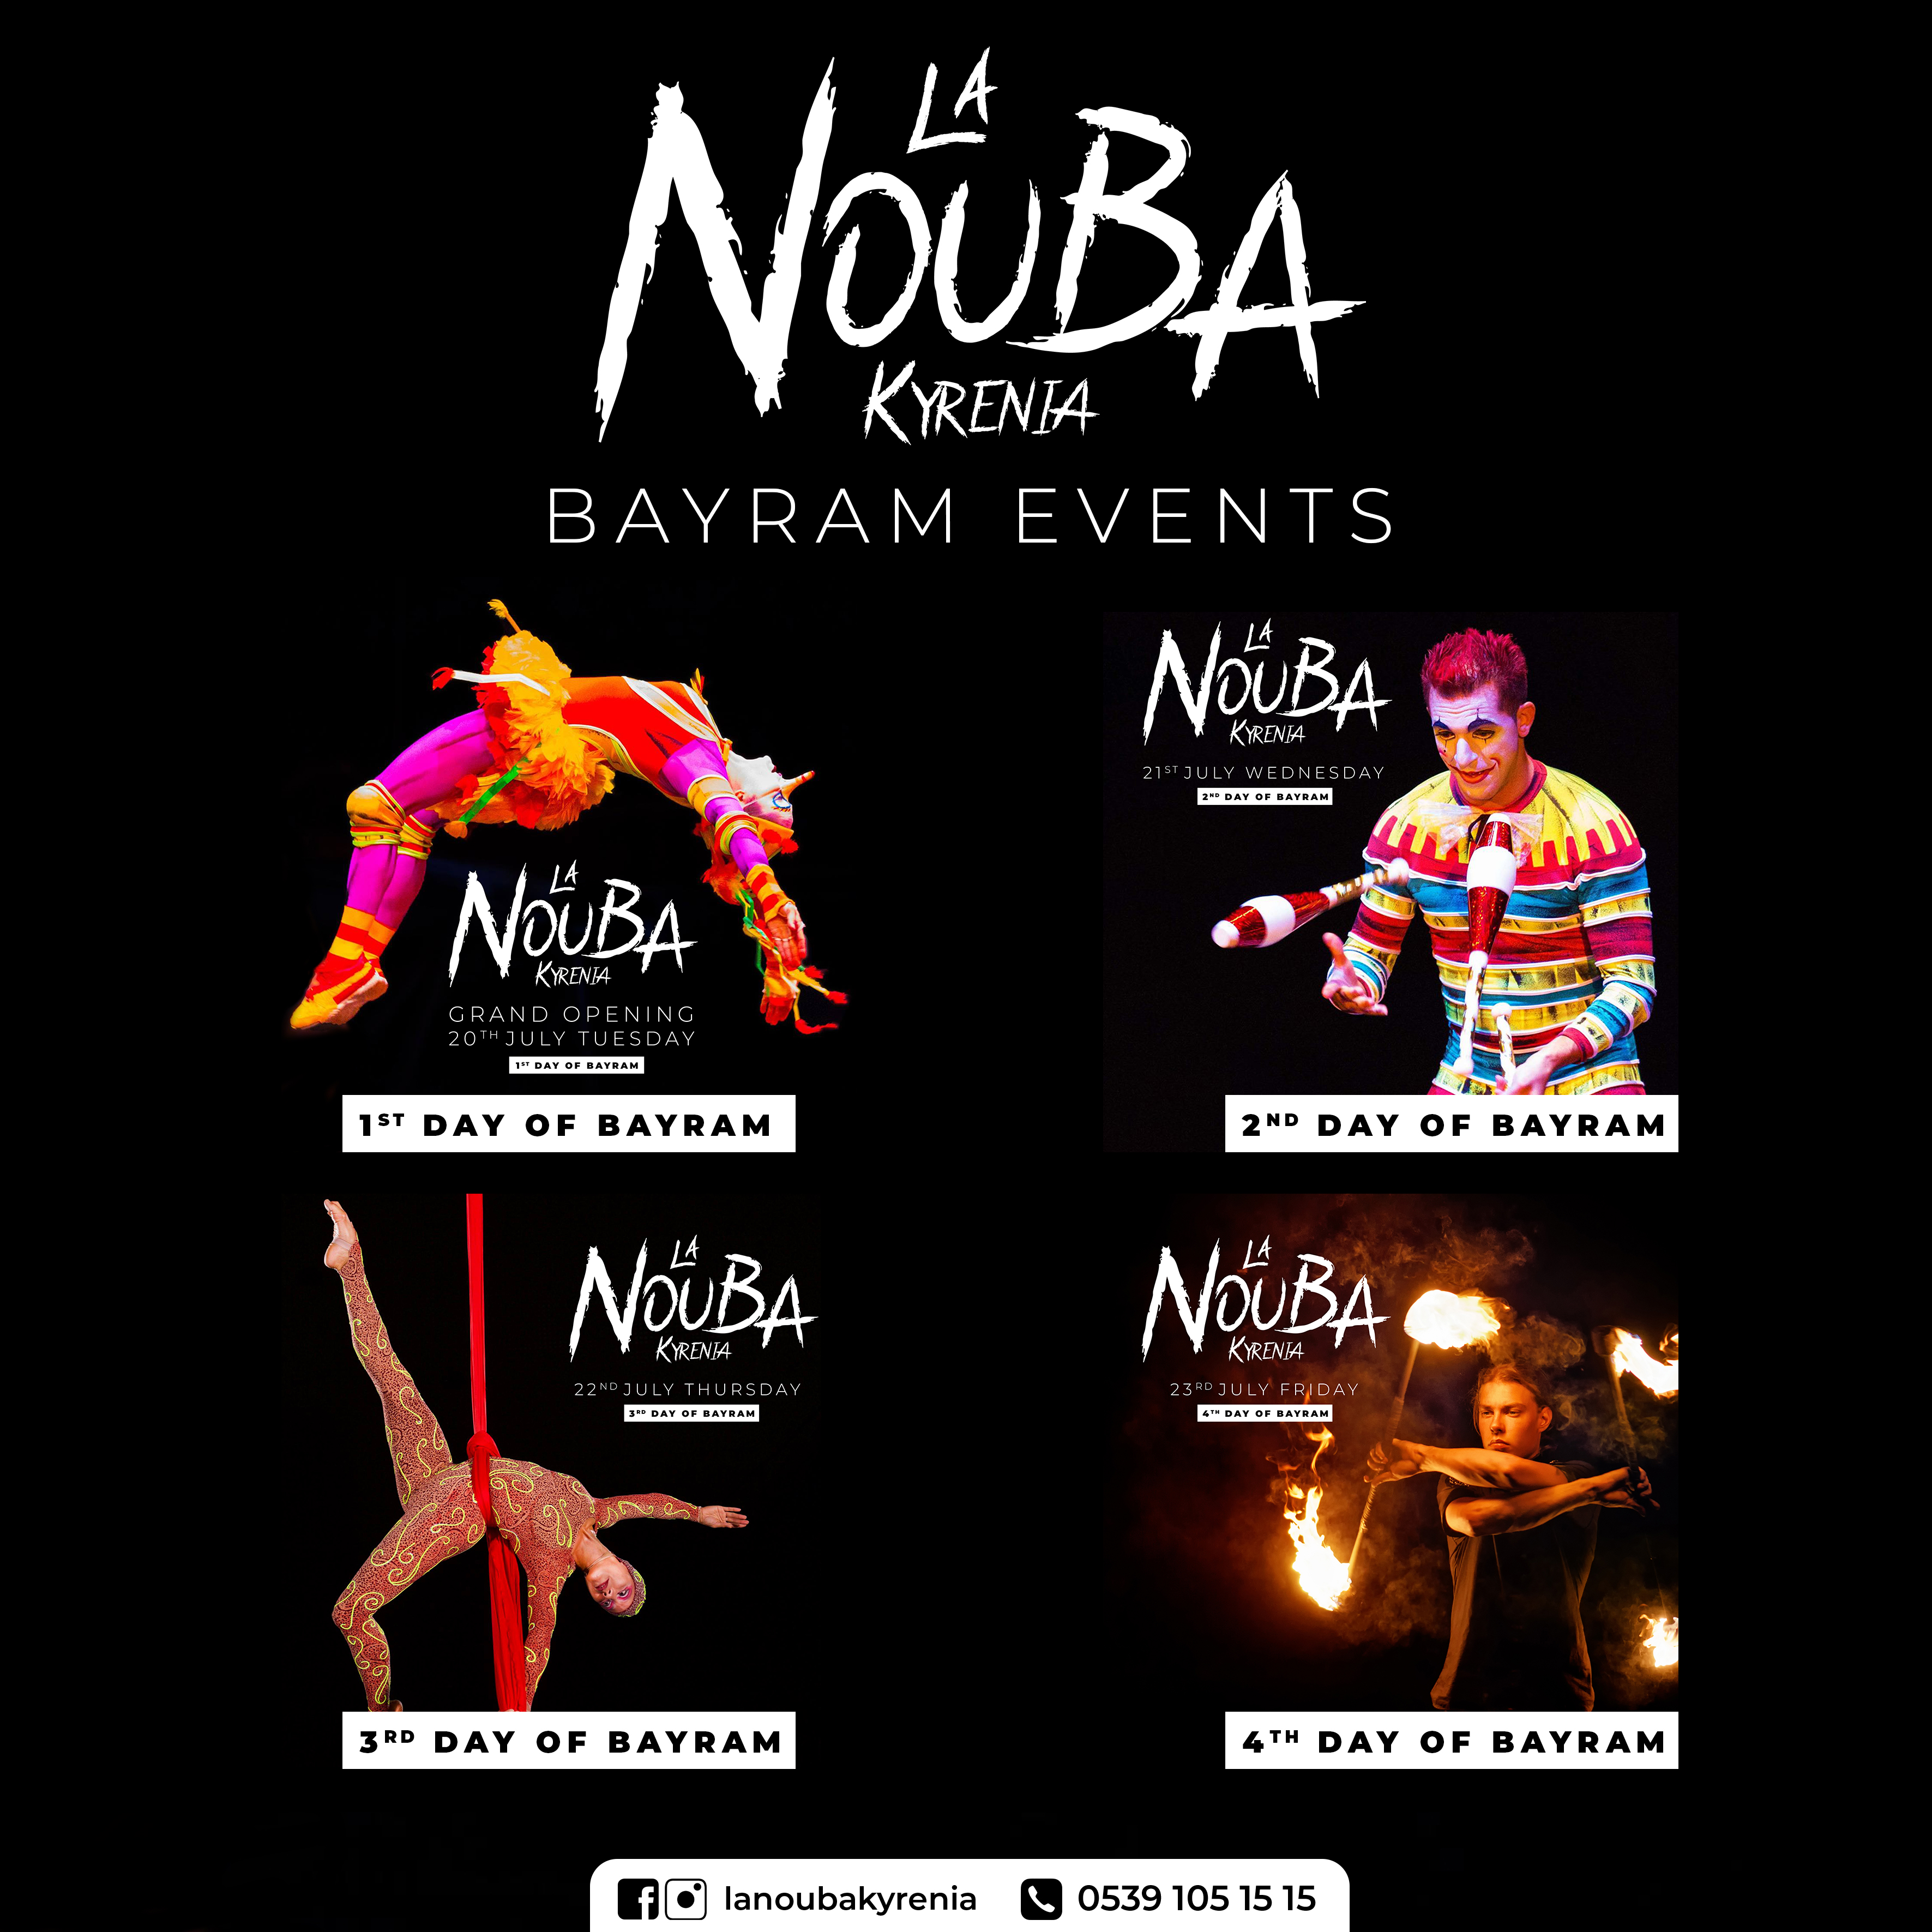 LA
NOUBA
KYRENIA
BAYRAM EVENTS
LA
NOUBA
KYRENIA
GRAND OPENING
20TH JULY TUESDAY
1ST DAY OF BAYRAM
1ST DAY OF BAYRAM
LA
NOUBA
KYRENIA
21ST JULY WEDNESDAY
2ND DAY OF BAYRAM
2ND DAY OF BAYRAM
LA
NOUBA
KYRENIA
22ND JULY THURSDAY
3RD DAY OF BAYRAM
3RD DAY OF BAYRAM
LA
NOUBA
KYRENIA
23RD JULY FRIDAY
4TH DAY OF BAYRAM
4TH DAY OF BAYRAM
lanoubakyrenia 0539 105 15 15